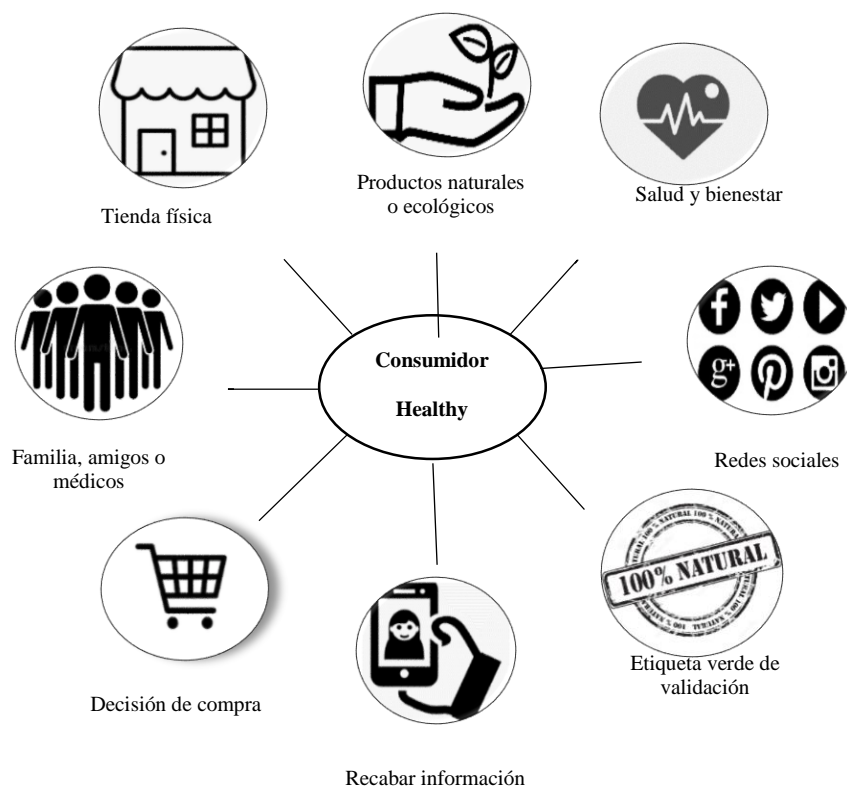 Tienda física
Productos naturales
o ecológicos
Salud y bienestar
Consumidor
Healthy
Familia, amigos o
médicos
f
g+
Redes sociales
100% NATURAL
Etiqueta verde de
validación
Decisión de compra
Recabar información